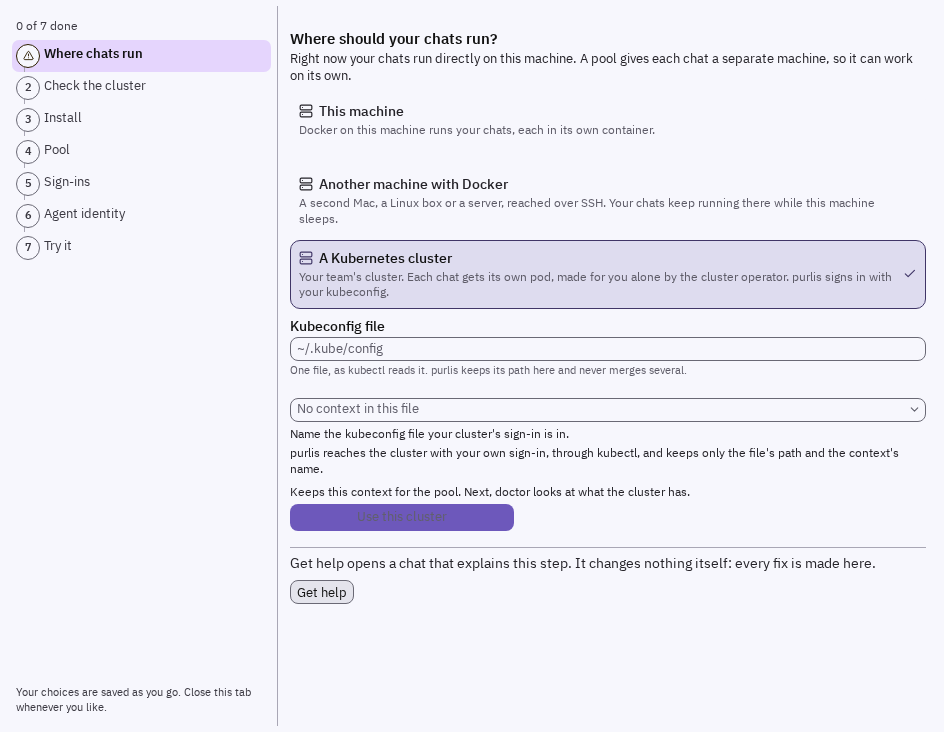 0 of 7 done
Where chats run
2 Check the cluster
3 Install
4 Pool
5 Sign-ins
6 Agent identity
7 Try it
Your choices are saved as you go. Close this tab
whenever you like.
Where should your chats run?
Right now your chats run directly on this machine. A pool gives each chat a separate machine, so it can work
on its own.
This machine
Docker on this machine runs your chats, each in its own container.
Another machine with Docker
A second Mac, a Linux box or a server, reached over SSH. Your chats keep running there while this machine
sleeps.
A Kubernetes cluster
Your team's cluster. Each chat gets its own pod, made for you alone by the cluster operator. purlis signs in with
your kubeconfig.
Kubeconfig file
~/.kube/config
One file, as kubectl reads it. purlis keeps its path here and never merges several.
No context in this file
Name the kubeconfig file your cluster's sign-in is in.
purlis reaches the cluster with your own sign-in, through kubectl, and keeps only the file's path and the context's
name.
Keeps this context for the pool. Next, doctor looks at what the cluster has.
Use this cluster
Get help opens a chat that explains this step. It changes nothing itself: every fix is made here.
Get help